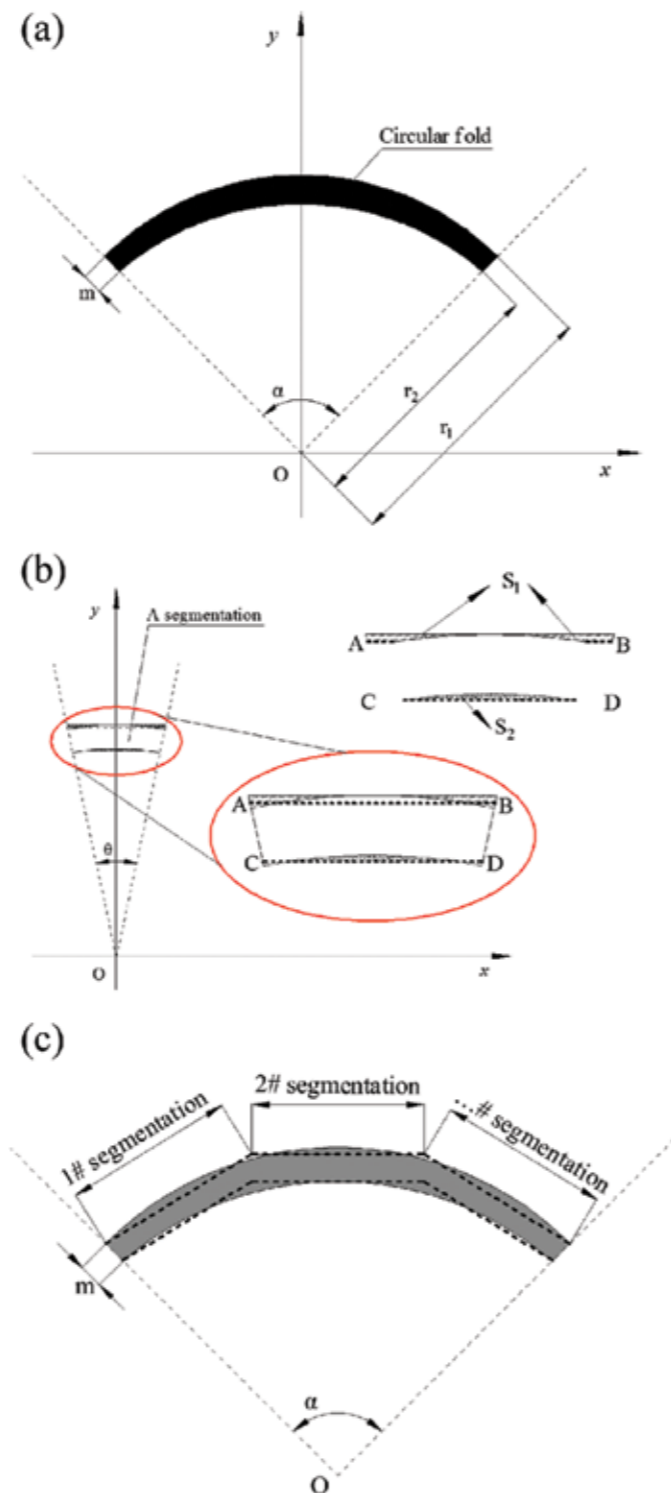 (a)
y
Circular fold
m
α
r₂
r₁
O
x
(b)
y
A segmentation
S₁
A
B
C
D
S₂
A
B
C
D
θ
O
x
(c)
2# segmentation
1# segmentation
...# segmentation
m
α
O